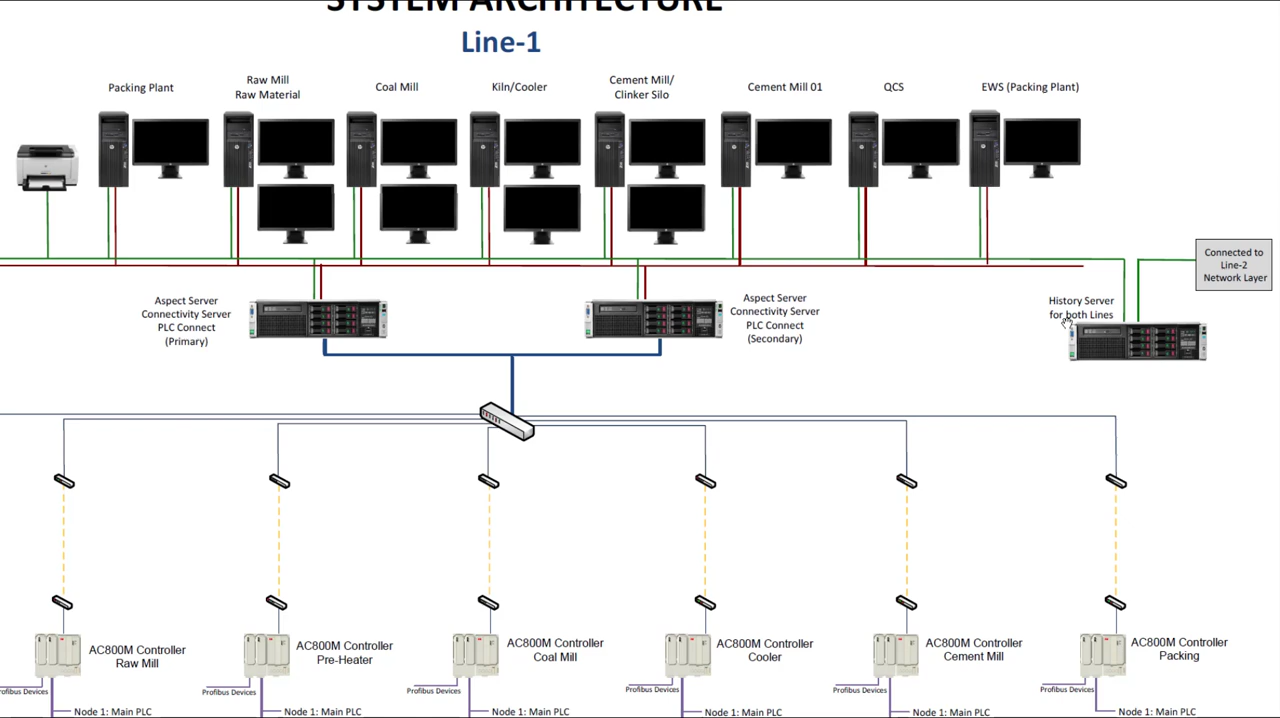 SYSTEM ARCHITECTURE
Line-1
Packing Plant
Raw Mill
Raw Material
Coal Mill
Kiln/Cooler
Cement Mill/
Clinker Silo
Cement Mill 01
QCS
EWS (Packing Plant)
Connected to
Line-2
Network Layer
Aspect Server
Connectivity Server
PLC Connect
(Primary)
Aspect Server
Connectivity Server
PLC Connect
(Secondary)
History Server
for both Lines
AC800M Controller
Raw Mill
AC800M Controller
Pre-Heater
AC800M Controller
Coal Mill
AC800M Controller
Cooler
AC800M Controller
Cement Mill
AC800M Controller
Packing
rofibus Devices
Profibus Devices
Profibus Devices
Profibus Devices
Profibus Devices
Profibus Devices
Node 1: Main PLC
Node 1: Main PLC
Node 1: Main PLC
Node 1: Main PLC
Node 1: Main PLC
Node 1: Main PLC